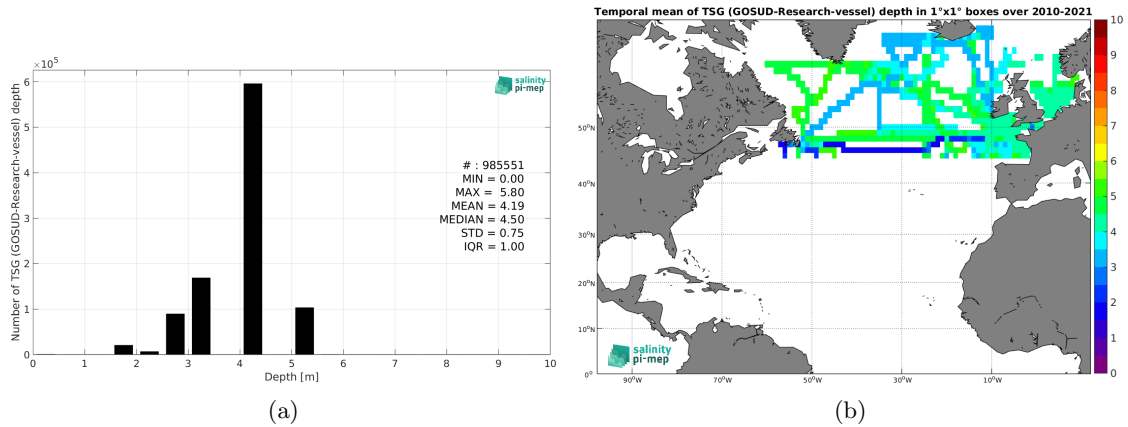 ×10⁵
6
5
4
3
2
1
0
Number of TSG (GOSUD-Research-vessel) depth
salinity
pi-mep
# : 985551
MIN = 0.00
MAX = 5.80
MEAN = 4.19
MEDIAN = 4.50
STD = 0.75
IQR = 1.00
0 1 2 3 4 5 6 7 8 9 10
Depth [m]
(a)
Temporal mean of TSG (GOSUD-Research-vessel) depth in 1°x1° boxes over 2010-2021
50°N
40°N
30°N
20°N
10°N
0°
90°W 70°W 50°W 30°W 10°W
salinity
pi-mep
10
9
8
7
6
5
4
3
2
1
0
(b)